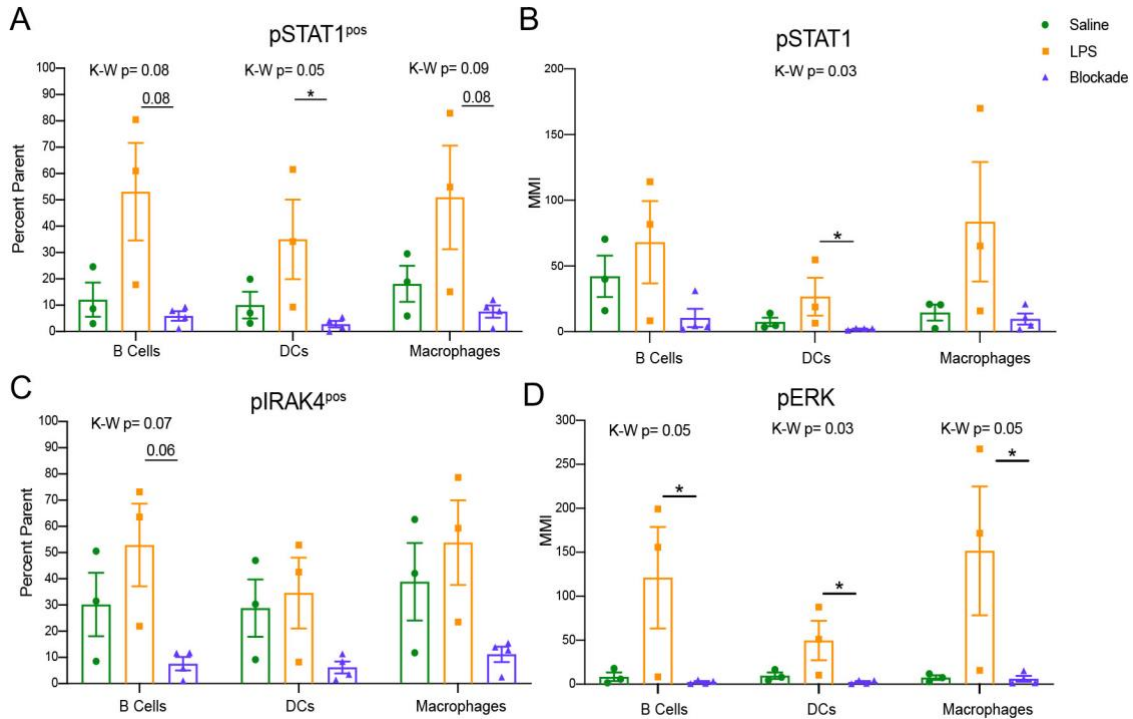 A
pSTAT1pos
K-W p= 0.08
K-W p= 0.05
K-W p= 0.09
0.08
*
0.08
Percent Parent
100
90
80
70
60
50
40
30
20
10
0
B Cells
DCs
Macrophages
B
pSTAT1
K-W p= 0.03
*
MMI
200
150
100
50
0
B Cells
DCs
Macrophages
Saline
LPS
Blockade
C
pIRAK4pos
K-W p= 0.07
0.06
Percent Parent
100
90
80
70
60
50
40
30
20
10
0
B Cells
DCs
Macrophages
D
pERK
K-W p= 0.05
K-W p= 0.03
K-W p= 0.05
*
*
*
MMI
300
250
200
150
100
50
0
B Cells
DCs
Macrophages